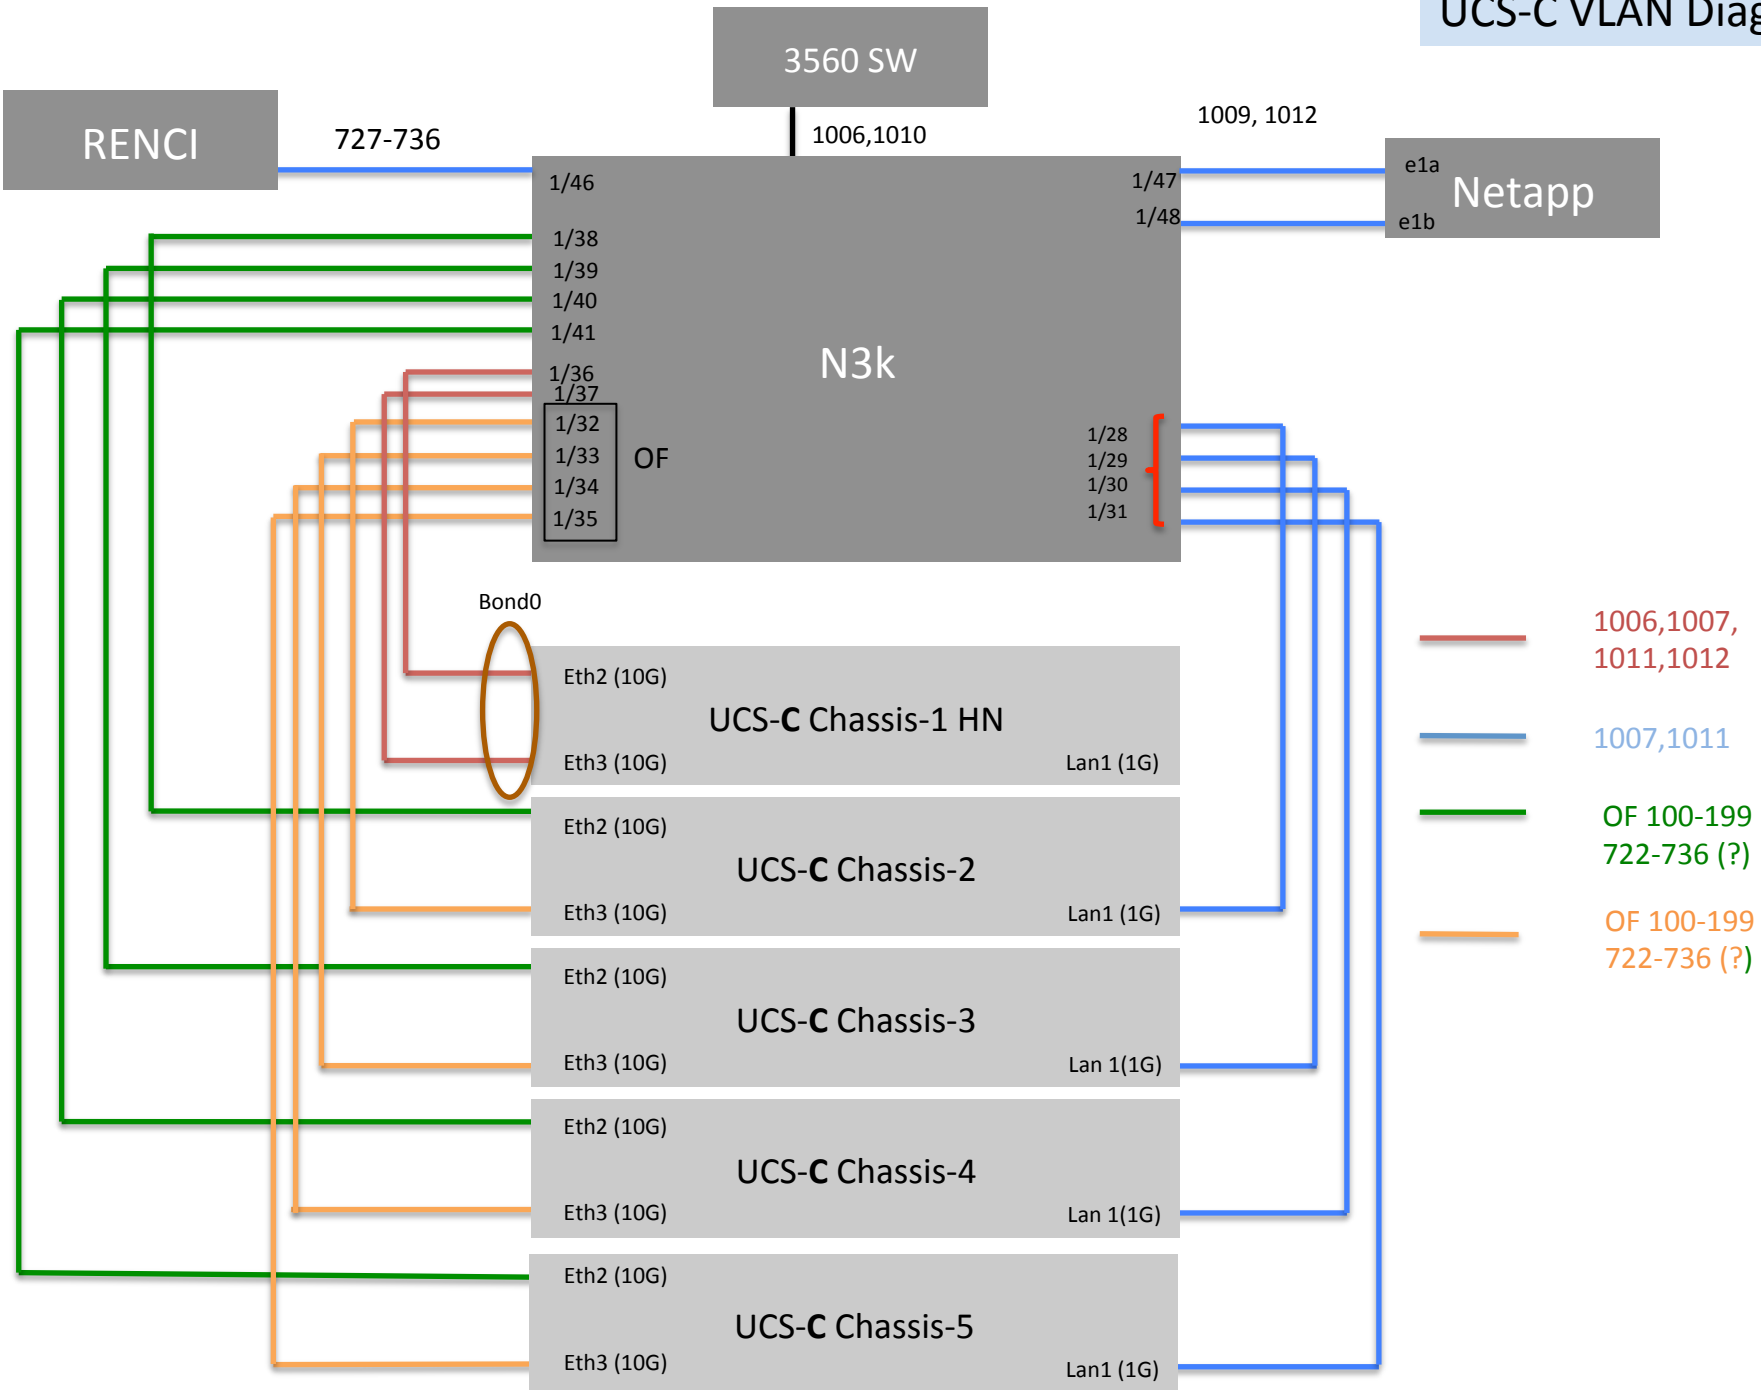 UCS-C VLAN Diag
3560 SW
RENCI
727-736
1006,1010
1009, 1012
e1a
Netapp
e1b
1/46
1/47
1/48
1/38
1/39
1/40
1/41
N3k
1/36
1/37
1/32
1/33
1/34
1/35
OF
1/28
1/29
1/30
1/31
Bond0
Eth2 (10G)
UCS-C Chassis-1 HN
Eth3 (10G)
Lan1 (1G)
Eth2 (10G)
UCS-C Chassis-2
Eth3 (10G)
Lan1 (1G)
Eth2 (10G)
UCS-C Chassis-3
Eth3 (10G)
Lan 1(1G)
Eth2 (10G)
UCS-C Chassis-4
Eth3 (10G)
Lan 1(1G)
Eth2 (10G)
UCS-C Chassis-5
Eth3 (10G)
Lan1 (1G)
1006,1007,
1011,1012
1007,1011
OF 100-199
722-736 (?)
OF 100-199
722-736 (?)